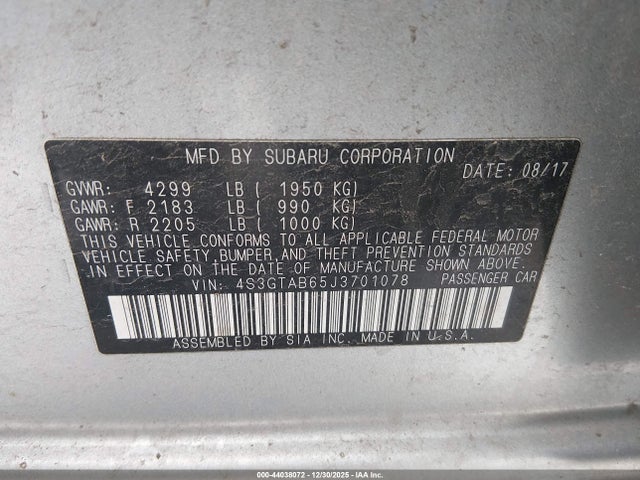 MFD BY SUBARU CORPORATION
DATE: 08/17
GVWR: 4299 LB ( 1950 KG)
GAWR: F 2183 LB ( 990 KG)
GAWR: R 2205 LB ( 1000 KG)
THIS VEHICLE CONFORMS TO ALL APPLICABLE FEDERAL MOTOR
VEHICLE SAFETY, BUMPER, AND THEFT PREVENTION STANDARDS
IN EFFECT ON THE DATE OF MANUFACTURE SHOWN ABOVE.
VIN: 4S3GTAB65J3701078 PASSENGER CAR
ASSEMBLED BY SIA INC. MADE IN U.S.A.
000-44038072 - 12/30/2025 - IAA Inc.